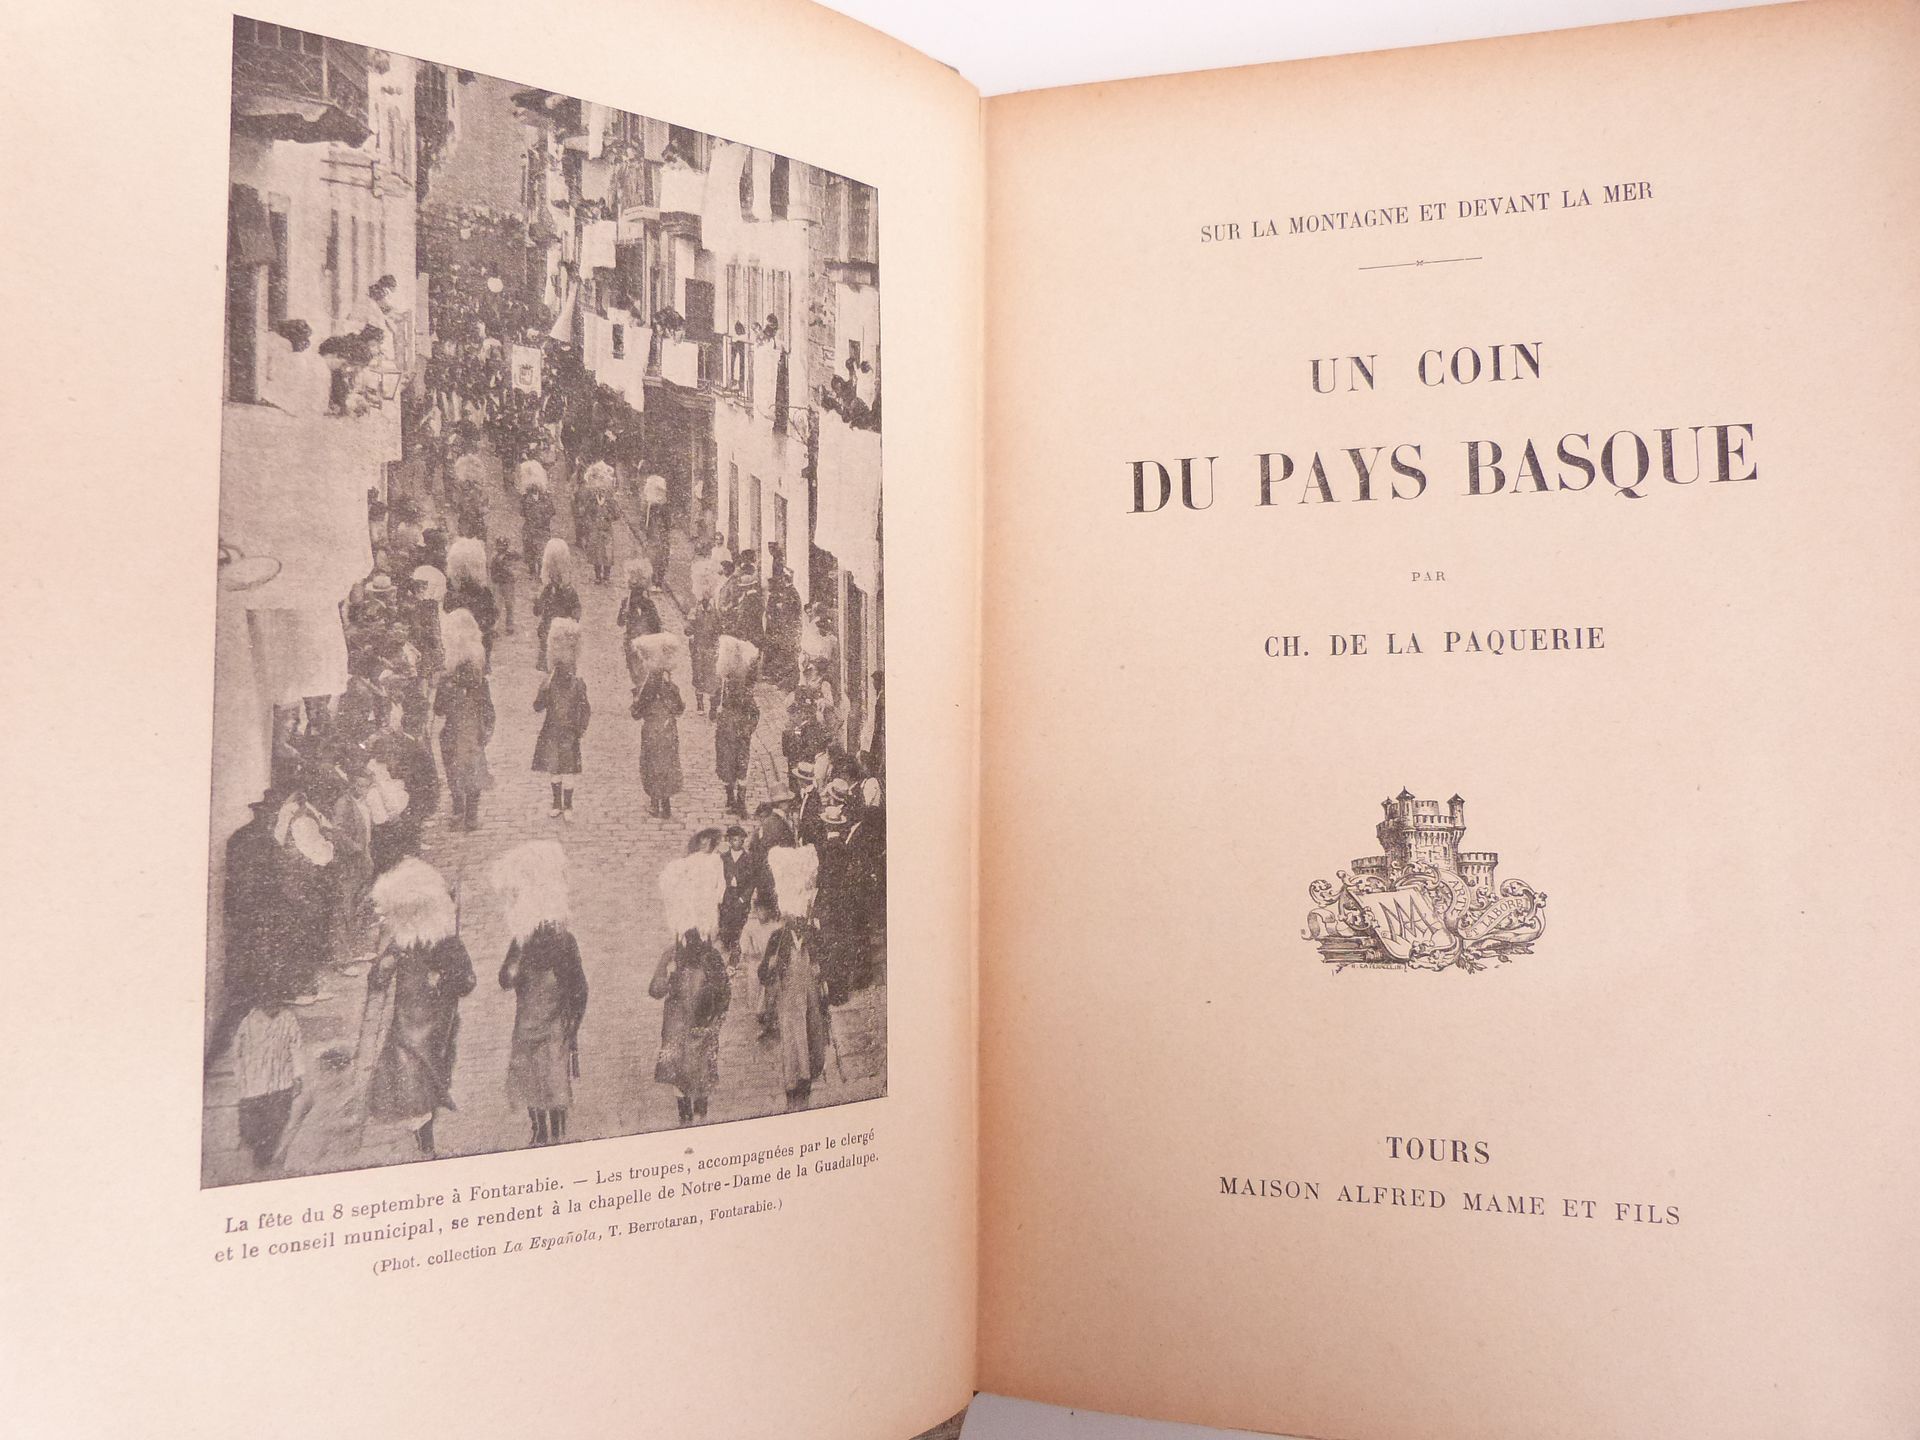 La fête du 8 septembre à Fontarabie. — Les troupes, accompagnées par le clergé
et le conseil municipal, se rendent à la chapelle de Notre-Dame de la Guadalupe.
(Phot. collection La Española, T. Berrotaran, Fontarabie.)
SUR LA MONTAGNE ET DEVANT LA MER
UN COIN
DU PAYS BASQUE
PAR
CH. DE LA PAQUERIE
ET LABORE
TOURS
MAISON ALFRED MAME ET FILS